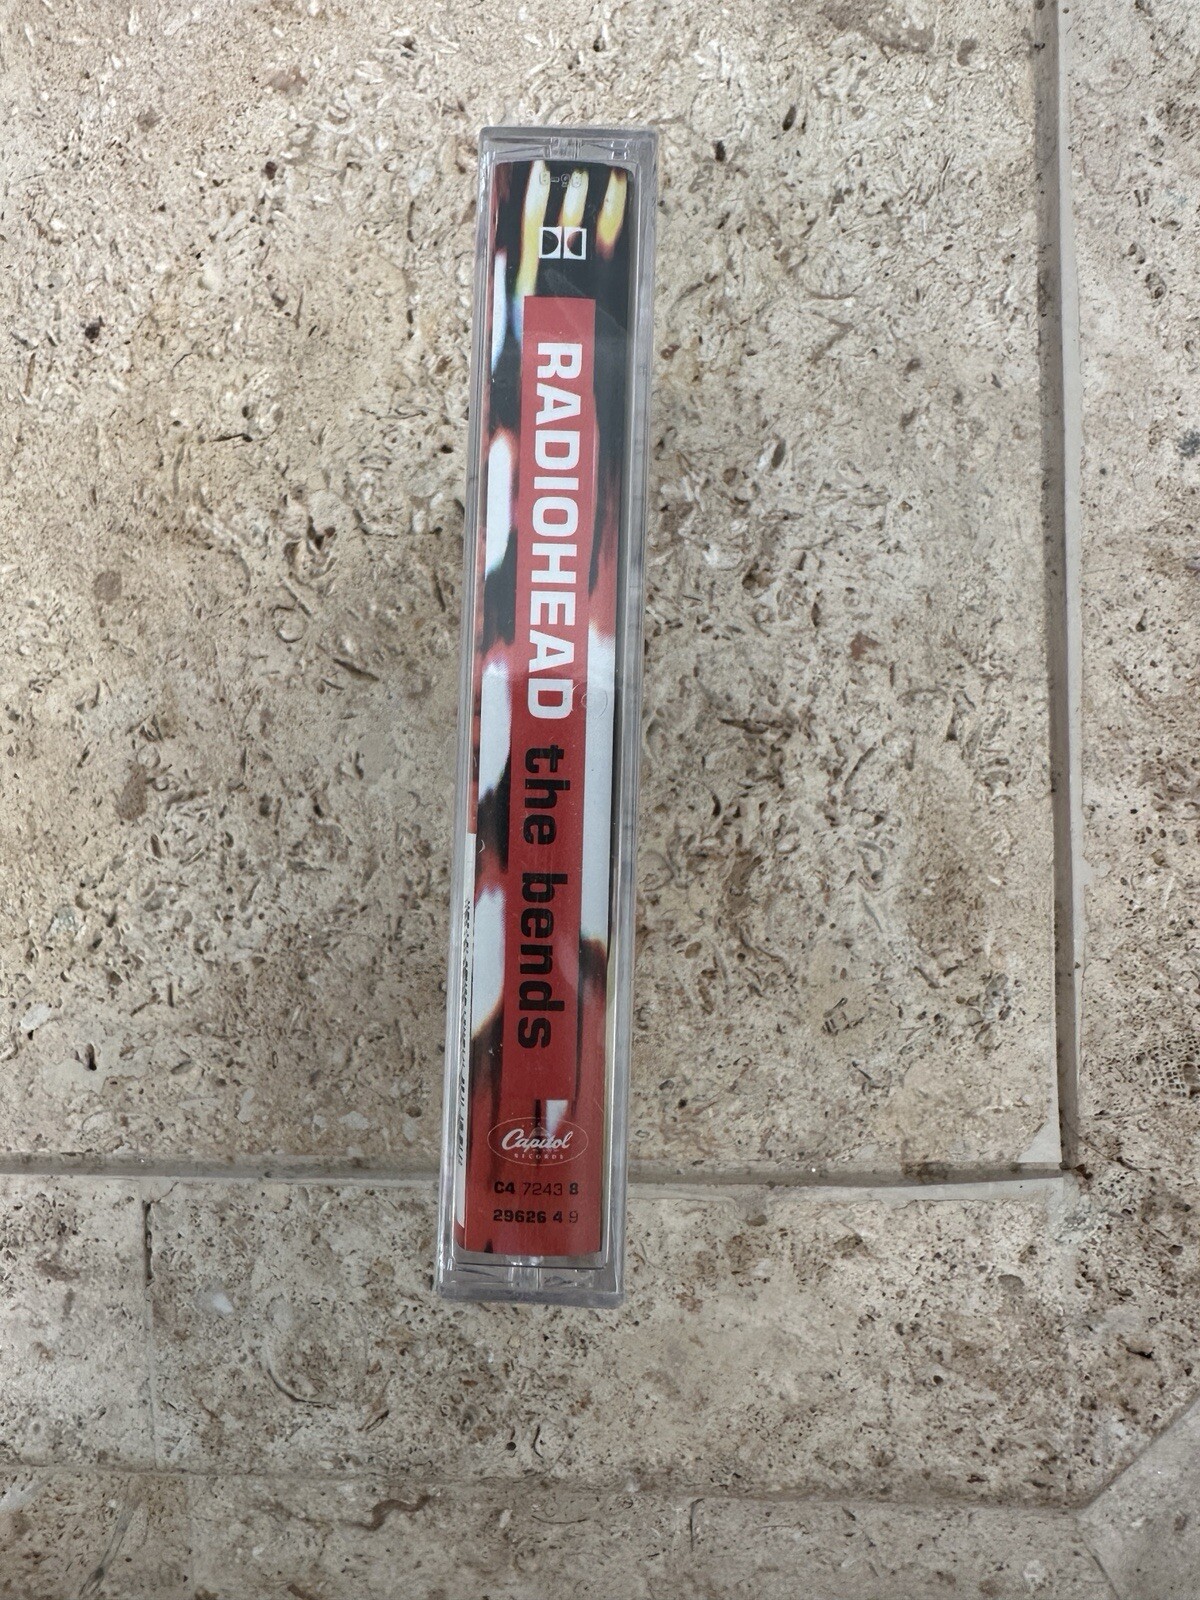 RADIOHEAD the bends
Capitol
RECORDS
C4 7243 8
29626 4 9